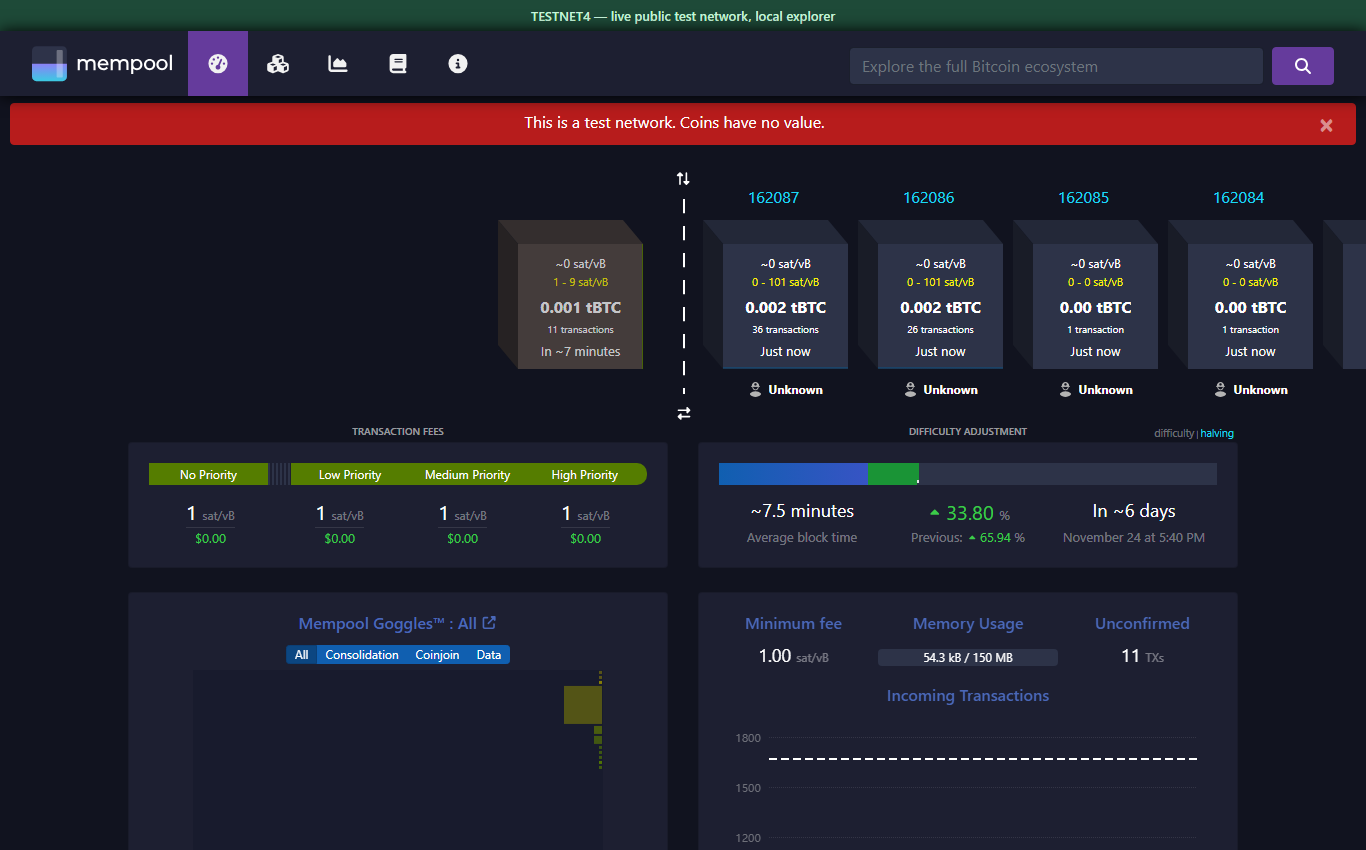 TESTNET4 — live public test network, local explorer
mempool
Explore the full Bitcoin ecosystem
This is a test network. Coins have no value.
×
162087 162086 162085 162084
~0 sat/vB ~0 sat/vB ~0 sat/vB ~0 sat/vB ~0 sat/vB
1 - 9 sat/vB 0 - 101 sat/vB 0 - 101 sat/vB 0 - 0 sat/vB 0 - 0 sat/vB
0.001 tBTC 0.002 tBTC 0.002 tBTC 0.00 tBTC 0.00 tBTC
11 transactions 36 transactions 26 transactions 1 transaction 1 transaction
In ~7 minutes Just now Just now Just now Just now
Unknown Unknown Unknown Unknown
TRANSACTION FEES
No Priority Low Priority Medium Priority High Priority
1 sat/vB 1 sat/vB 1 sat/vB 1 sat/vB
$0.00 $0.00 $0.00 $0.00
DIFFICULTY ADJUSTMENT
difficulty | halving
~7.5 minutes 33.80 % In ~6 days
Average block time Previous: 65.94 % November 24 at 5:40 PM
Mempool Goggles™ : All
All Consolidation Coinjoin Data
Minimum fee Memory Usage Unconfirmed
1.00 sat/vB 54.3 kB / 150 MB 11 TXs
Incoming Transactions
1800
1500
1200